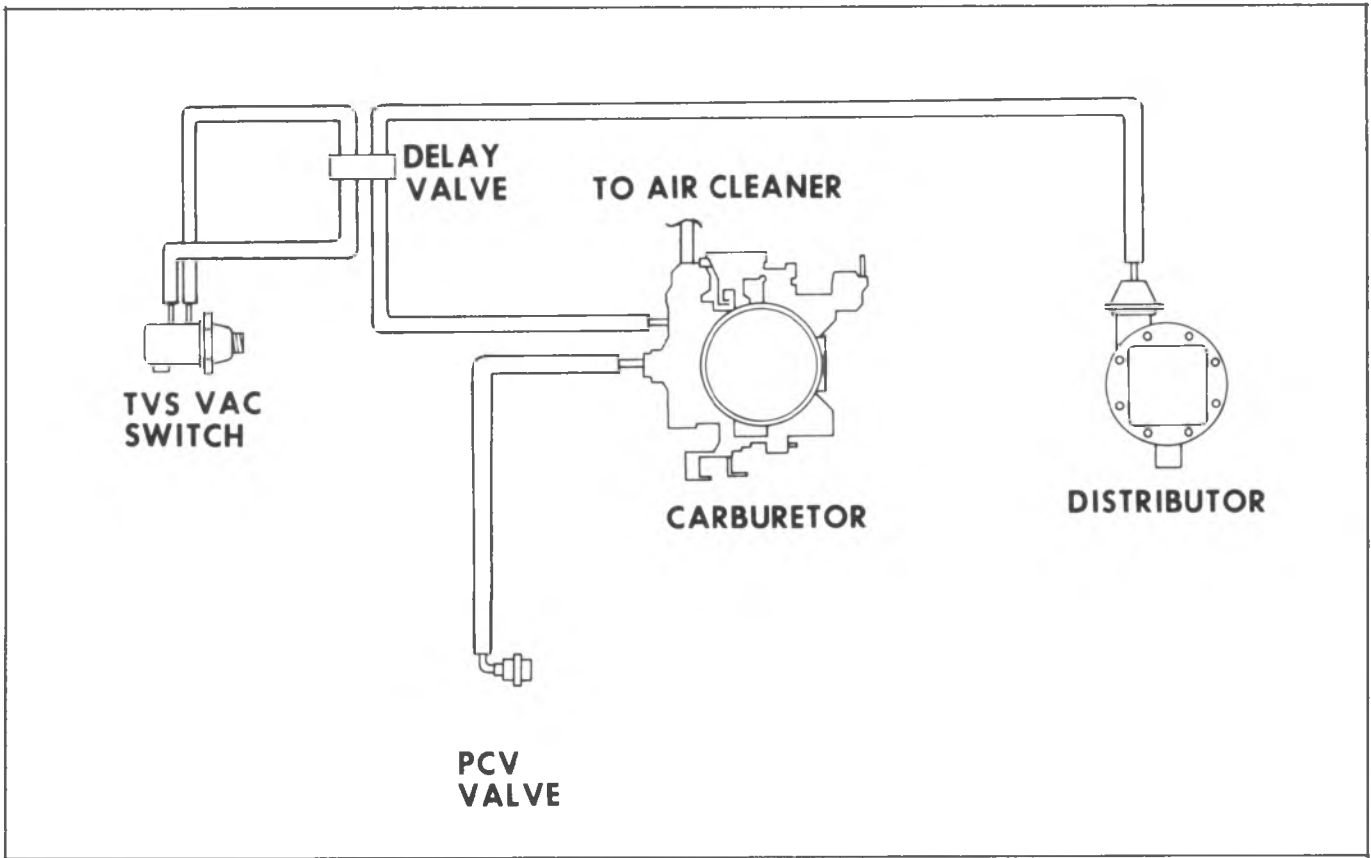 DELAY
VALVE
TO AIR CLEANER
TVS VAC
SWITCH
CARBURETOR
DISTRIBUTOR
PCV
VALVE